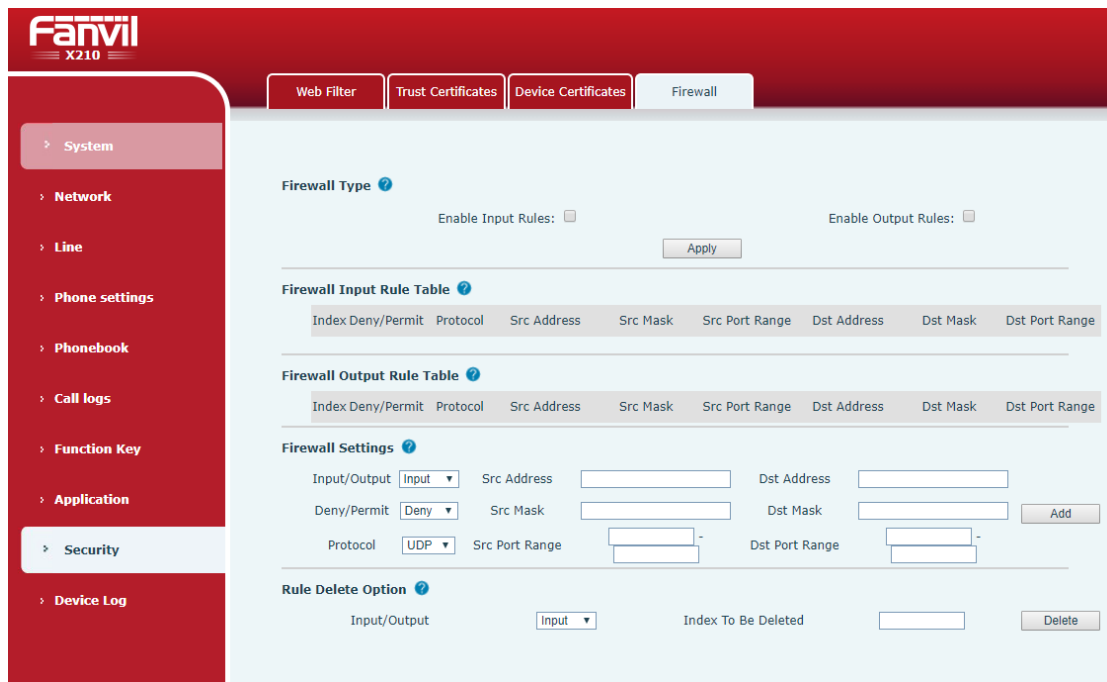 Fanvil
X210
Web Filter Trust Certificates Device Certificates Firewall
System
Network
Line
Phone settings
Phonebook
Call logs
Function Key
Application
Security
Device Log
Firewall Type ?
Enable Input Rules: Enable Output Rules:
Apply
Firewall Input Rule Table ?
Index Deny/Permit Protocol Src Address Src Mask Src Port Range Dst Address Dst Mask Dst Port Range
Firewall Output Rule Table ?
Index Deny/Permit Protocol Src Address Src Mask Src Port Range Dst Address Dst Mask Dst Port Range
Firewall Settings ?
Input/Output Input Src Address Dst Address
Deny/Permit Deny Src Mask Dst Mask Add
Protocol UDP Src Port Range - Dst Port Range -
Rule Delete Option ?
Input/Output Input Index To Be Deleted Delete